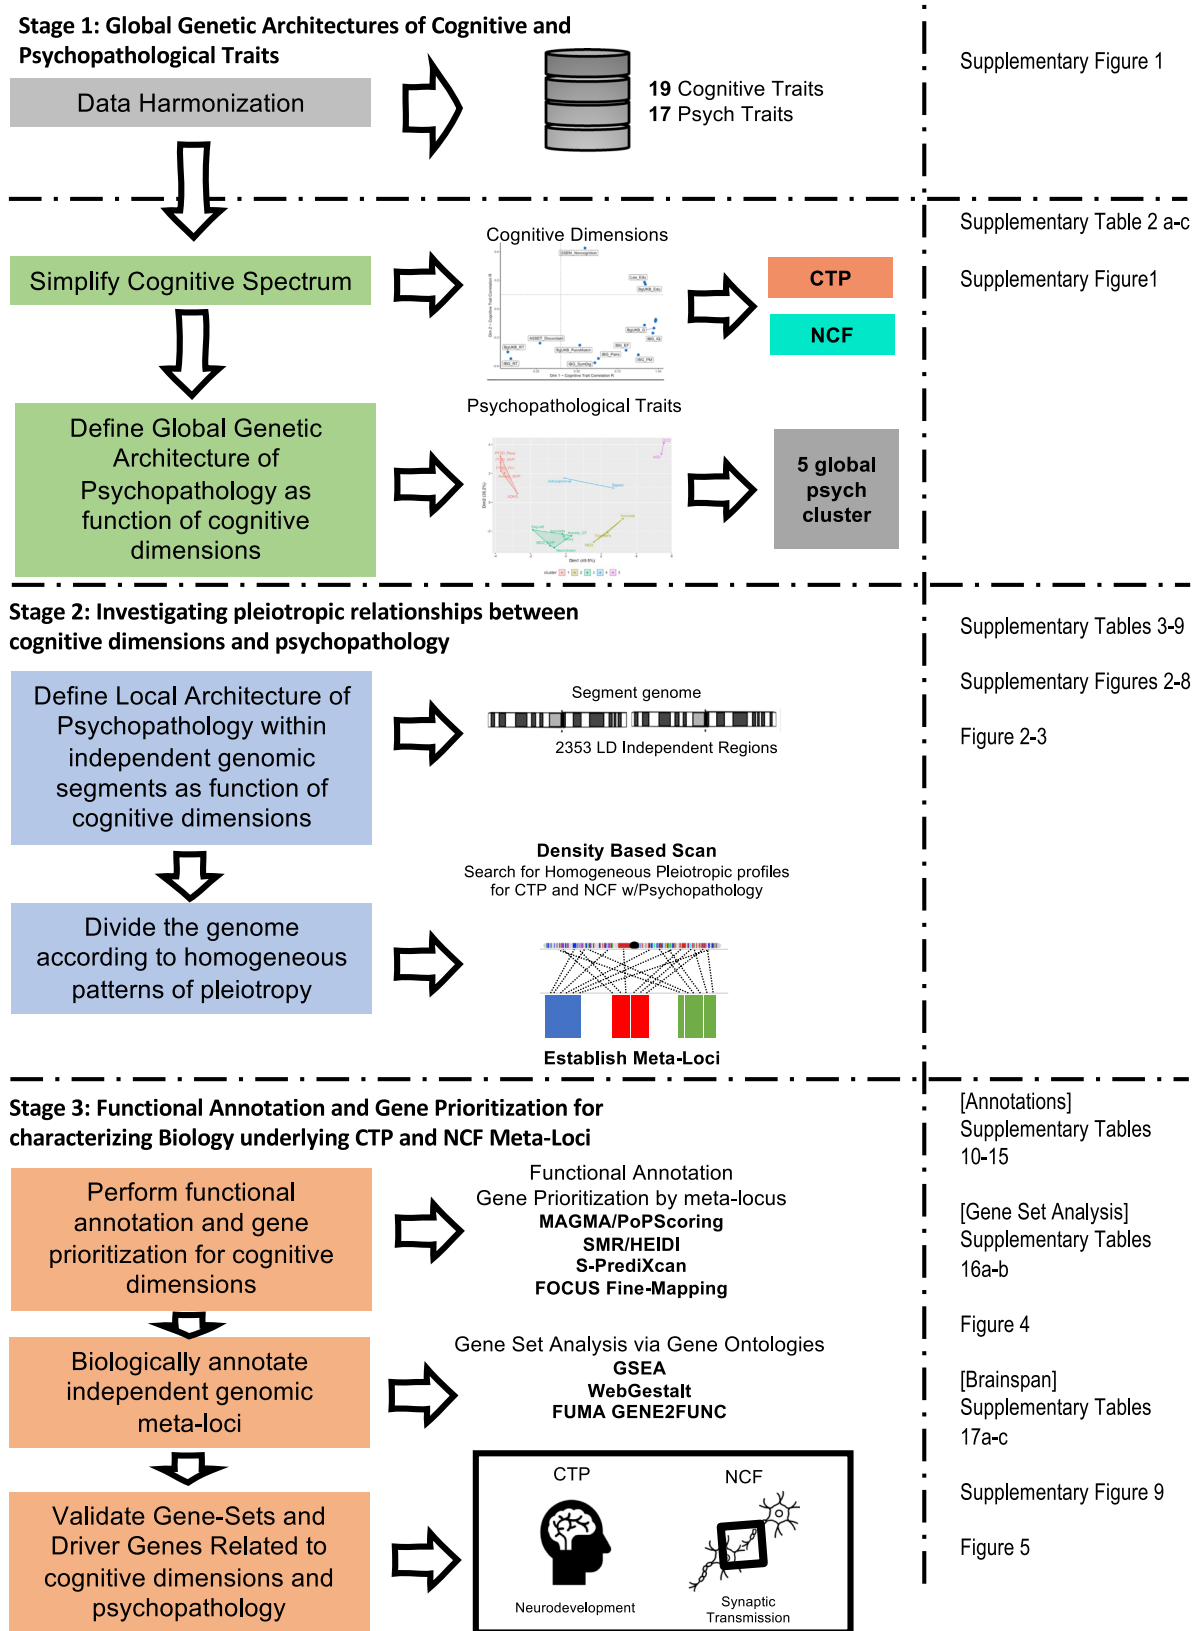 Stage 1: Global Genetic Architectures of Cognitive and
Psychopathological Traits
Supplementary Figure 1
Data Harmonization
19 Cognitive Traits
17 Psych Traits
Supplementary Table 2 a-c
Supplementary Figure1
Simplify Cognitive Spectrum
Cognitive Dimensions
CTP
NCF
Define Global Genetic
Architecture of
Psychopathology as
function of cognitive
dimensions
Psychopathological Traits
5 global
psych
cluster
Stage 2: Investigating pleiotropic relationships between
cognitive dimensions and psychopathology
Supplementary Tables 3-9
Supplementary Figures 2-8
Figure 2-3
Define Local Architecture of
Psychopathology within
independent genomic
segments as function of
cognitive dimensions
Segment genome
2353 LD Independent Regions
Density Based Scan
Search for Homogeneous Pleiotropic profiles
for CTP and NCF w/Psychopathology
Divide the genome
according to homogeneous
patterns of pleiotropy
Establish Meta-Loci
Stage 3: Functional Annotation and Gene Prioritization for
characterizing Biology underlying CTP and NCF Meta-Loci
[Annotations]
Supplementary Tables
10-15
[Gene Set Analysis]
Supplementary Tables
16a-b
Figure 4
[Brainspan]
Supplementary Tables
17a-c
Supplementary Figure 9
Figure 5
Perform functional
annotation and gene
prioritization for cognitive
dimensions
Functional Annotation
Gene Prioritization by meta-locus
MAGMA/PoPScoring
SMR/HEIDI
S-PrediXcan
FOCUS Fine-Mapping
Biologically annotate
independent genomic
meta-loci
Gene Set Analysis via Gene Ontologies
GSEA
WebGestalt
FUMA GENE2FUNC
Validate Gene-Sets and
Driver Genes Related to
cognitive dimensions and
psychopathology
CTP
NCF
Neurodevelopment
Synaptic
Transmission